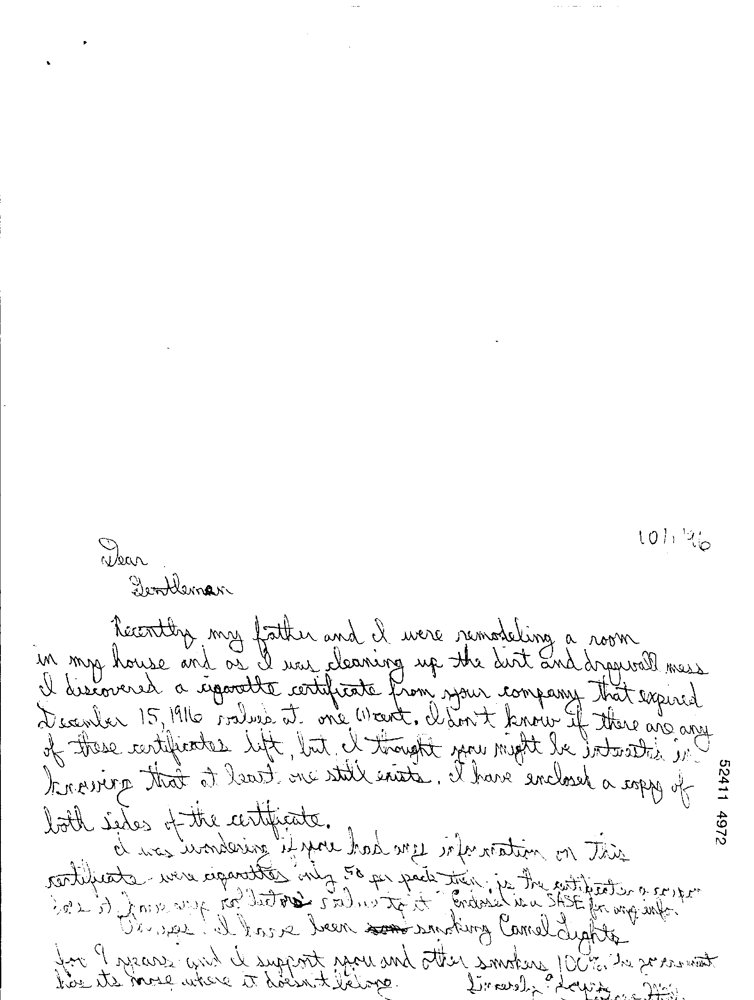 10/1/96
Dear
Gentleman
Recently my father and I were remodeling a room
in my house and as I was cleaning up the dirt and drywall mess
I discovered a cigarette certificate from your company that expired
December 15, 1916 valued at one (1) cent. I don't know if there are any
of these certificates left, but I thought you might be interested in
knowing that at least one still exists. I have enclosed a copy of
both sides of the certificate.
I was wondering if you had any information on this
certificate - were cigarettes only 5¢ per pack then, is the certificate a
is there any collectors value to it Enclosed is a SASE for any info.
I have been smoking Camel Lights
for 9 years and I support you and other smokers 100%. The government
has its nose where it doesn't belong.
Sincerely,
52411 4972